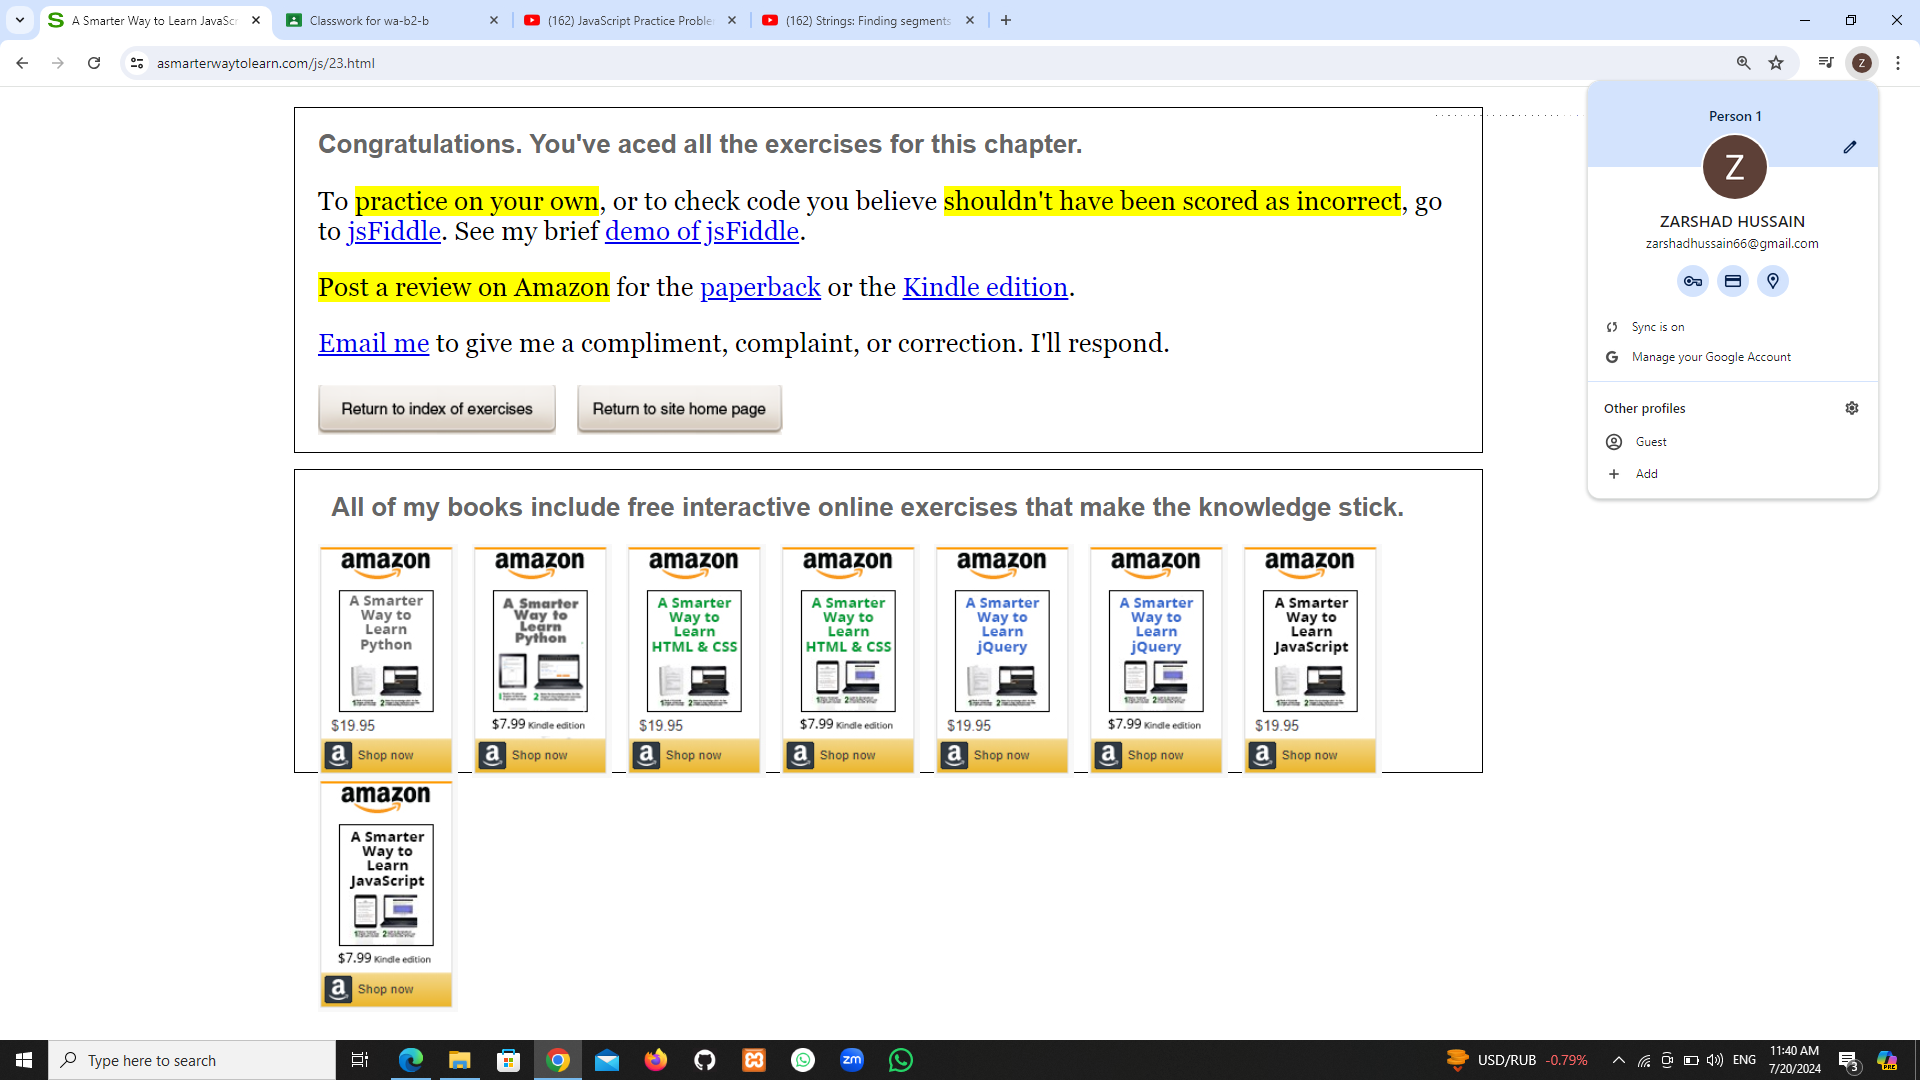 A Smarter Way to Learn JavaScr
Classwork for wa-b2-b
(162) JavaScript Practice Proble
(162) Strings: Finding segments
asmarterwaytolearn.com/js/23.html
Z
Person 1
Z
ZARSHAD HUSSAIN
zarshadhussain66@gmail.com
Sync is on
Manage your Google Account
Other profiles
Guest
Add
Congratulations. You've aced all the exercises for this chapter.
To practice on your own, or to check code you believe shouldn't have been scored as incorrect, go
to jsFiddle. See my brief demo of jsFiddle.
Post a review on Amazon for the paperback or the Kindle edition.
Email me to give me a compliment, complaint, or correction. I'll respond.
Return to index of exercises
Return to site home page
All of my books include free interactive online exercises that make the knowledge stick.
amazon
A Smarter
Way to
Learn
Python
$19.95
Shop now
amazon
A Smarter
Way to
Learn
Python
$7.99 Kindle edition
Shop now
amazon
A Smarter
Way to
Learn
HTML & CSS
$19.95
Shop now
amazon
A Smarter
Way to
Learn
HTML & CSS
$7.99 Kindle edition
Shop now
amazon
A Smarter
Way to
Learn
jQuery
$19.95
Shop now
amazon
A Smarter
Way to
Learn
jQuery
$7.99 Kindle edition
Shop now
amazon
A Smarter
Way to
Learn
JavaScript
$19.95
Shop now
amazon
A Smarter
Way to
Learn
JavaScript
$7.99 Kindle edition
Shop now
Type here to search
zm
USD/RUB -0.79%
ENG
11:40 AM
7/20/2024
3
PRE